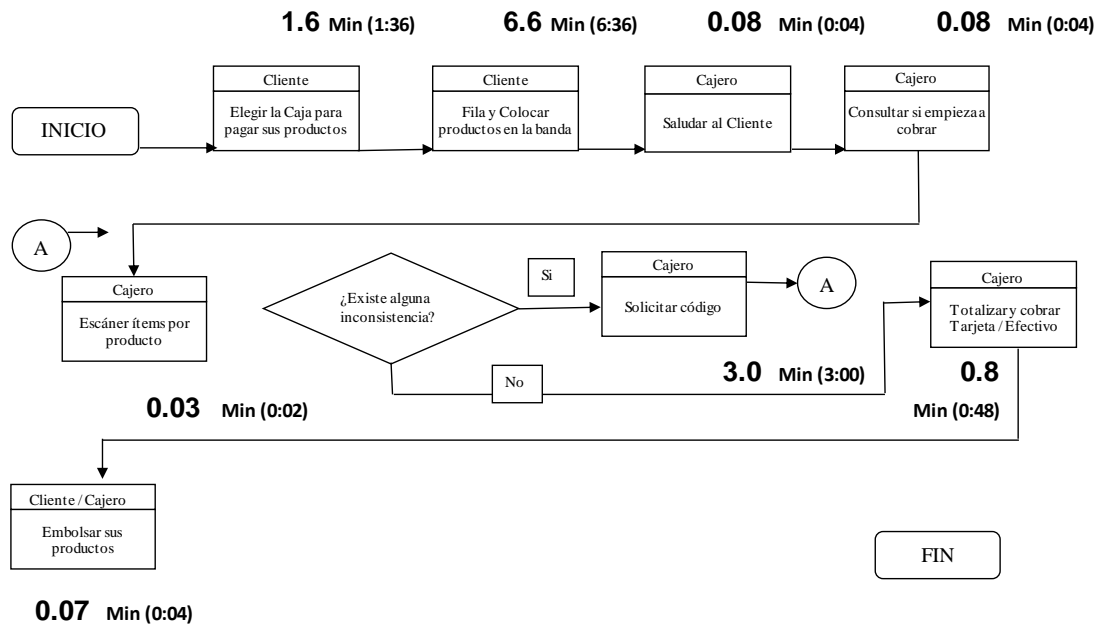 1.6 Min (1:36)
6.6 Min (6:36)
0.08 Min (0:04)
0.08 Min (0:04)
INICIO
Cliente
Elegir la Caja para
pagar sus productos
Cliente
Fila y Colocar
productos en la banda
Cajero
Saludar al Cliente
Cajero
Consultar si empieza a
cobrar
A
Cajero
Escáner ítems por
producto
0.03 Min (0:02)
¿Existe alguna
inconsistencia?
Si
Cajero
Solicitar código
A
No
3.0 Min (3:00)
Cajero
Totalizar y cobrar
Tarjeta / Efectivo
0.8
Min (0:48)
Cliente / Cajero
Embolsar sus
productos
0.07 Min (0:04)
FIN